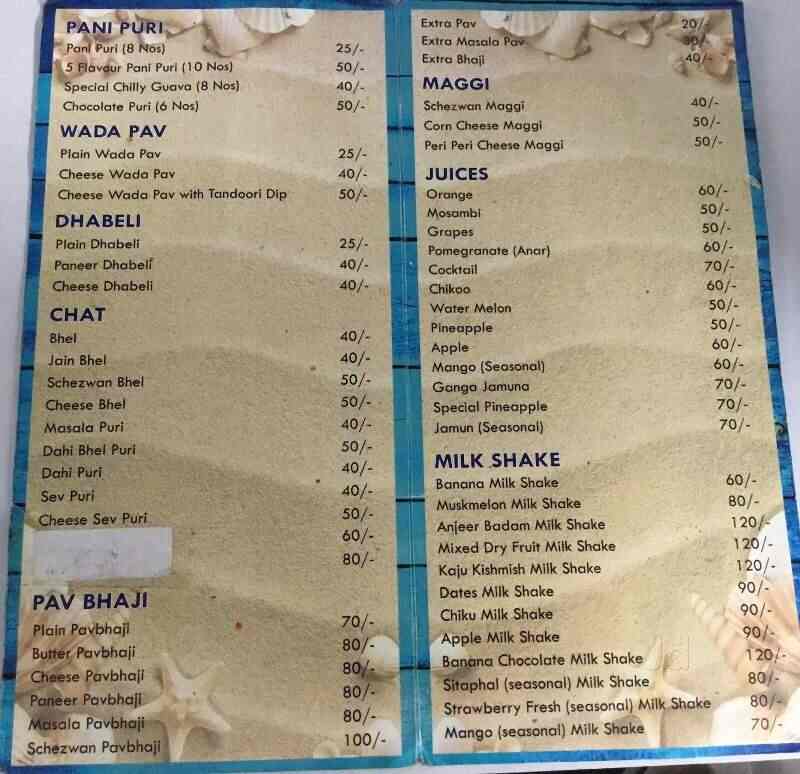 PANI PURI
Pani Puri (8 Nos) 25/-
5 Flavour Pani Puri (10 Nos) 50/-
Special Chilly Guava (8 Nos) 40/-
Chocolate Puri (6 Nos) 50/-
WADA PAV
Plain Wada Pav 25/-
Cheese Wada Pav 40/-
Cheese Wada Pav with Tandoori Dip 50/-
DHABELI
Plain Dhabeli 25/-
Paneer Dhabeli 40/-
Cheese Dhabeli 40/-
CHAT
Bhel 40/-
Jain Bhel 40/-
Schezwan Bhel 50/-
Cheese Bhel 50/-
Masala Puri 40/-
Dahi Bhel Puri 50/-
Dahi Puri 40/-
Sev Puri 40/-
Cheese Sev Puri 50/-
60/-
80/-
PAV BHAJI
Plain Pavbhaji 70/-
Butter Pavbhaji 80/-
Cheese Pavbhaji 80/-
Paneer Pavbhaji 80/-
Masala Pavbhaji 80/-
Schezwan Pavbhaji 100/-
Extra Pav 20/-
Extra Masala Pav 30/-
Extra Bhaji 40/-
MAGGI
Schezwan Maggi 40/-
Corn Cheese Maggi 50/-
Peri Peri Cheese Maggi 50/-
JUICES
Orange 60/-
Mosambi 50/-
Grapes 50/-
Pomegranate (Anar) 60/-
Cocktail 70/-
Chikoo 60/-
Water Melon 50/-
Pineapple 50/-
Apple 60/-
Mango (Seasonal) 60/-
Ganga Jamuna 70/-
Special Pineapple 70/-
Jamun (Seasonal) 70/-
MILK SHAKE
Banana Milk Shake 60/-
Muskmelon Milk Shake 80/-
Anjeer Badam Milk Shake 120/-
Mixed Dry Fruit Milk Shake 120/-
Kaju Kishmish Milk Shake 120/-
Dates Milk Shake 90/-
Chiku Milk Shake 90/-
Apple Milk Shake 90/-
Banana Chocolate Milk Shake 120/-
Sitaphal (seasonal) Milk Shake 80/-
Strawberry Fresh (seasonal) Milk Shake 80/-
Mango (seasonal) Milk Shake 70/-